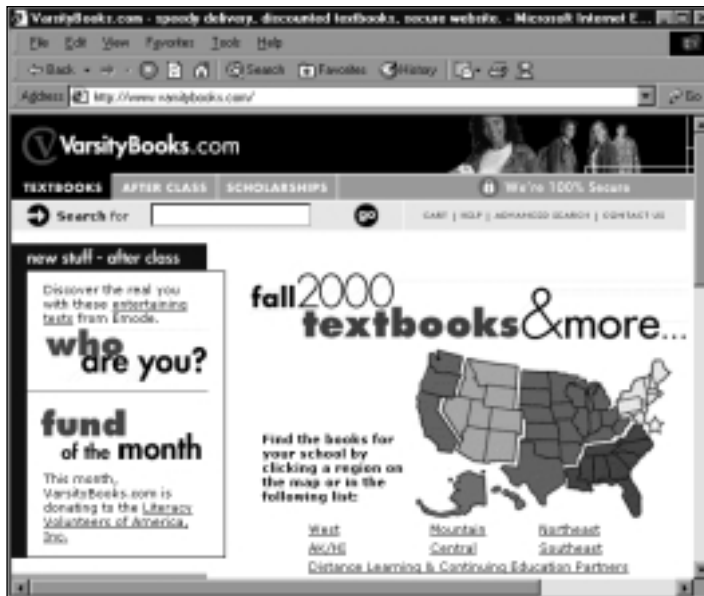 VarsityBooks.com - speedy delivery, discounted textbooks, secure website. - Microsoft Internet E...
File Edit View Favorites Tools Help
Back Search Favorites History
Address http://www.varsitybooks.com/ Go
VarsityBooks.com
TEXTBOOKS AFTER CLASS SCHOLARSHIPS We're 100% Secure
Search for go CART | HELP | ADVANCED SEARCH | CONTACT US
new stuff - after class
Discover the real you
with these entertaining
tests from Emode.
who
are you?
fund
of the month
This month,
VarsityBooks.com is
donating to the Literacy
Volunteers of America,
Inc.
fall2000
textbooks&more...
Find the books for
your school by
clicking a region on
the map or in the
following list:
West Mountain Northeast
AK/HI Central Southeast
Distance Learning & Continuing Education Partners